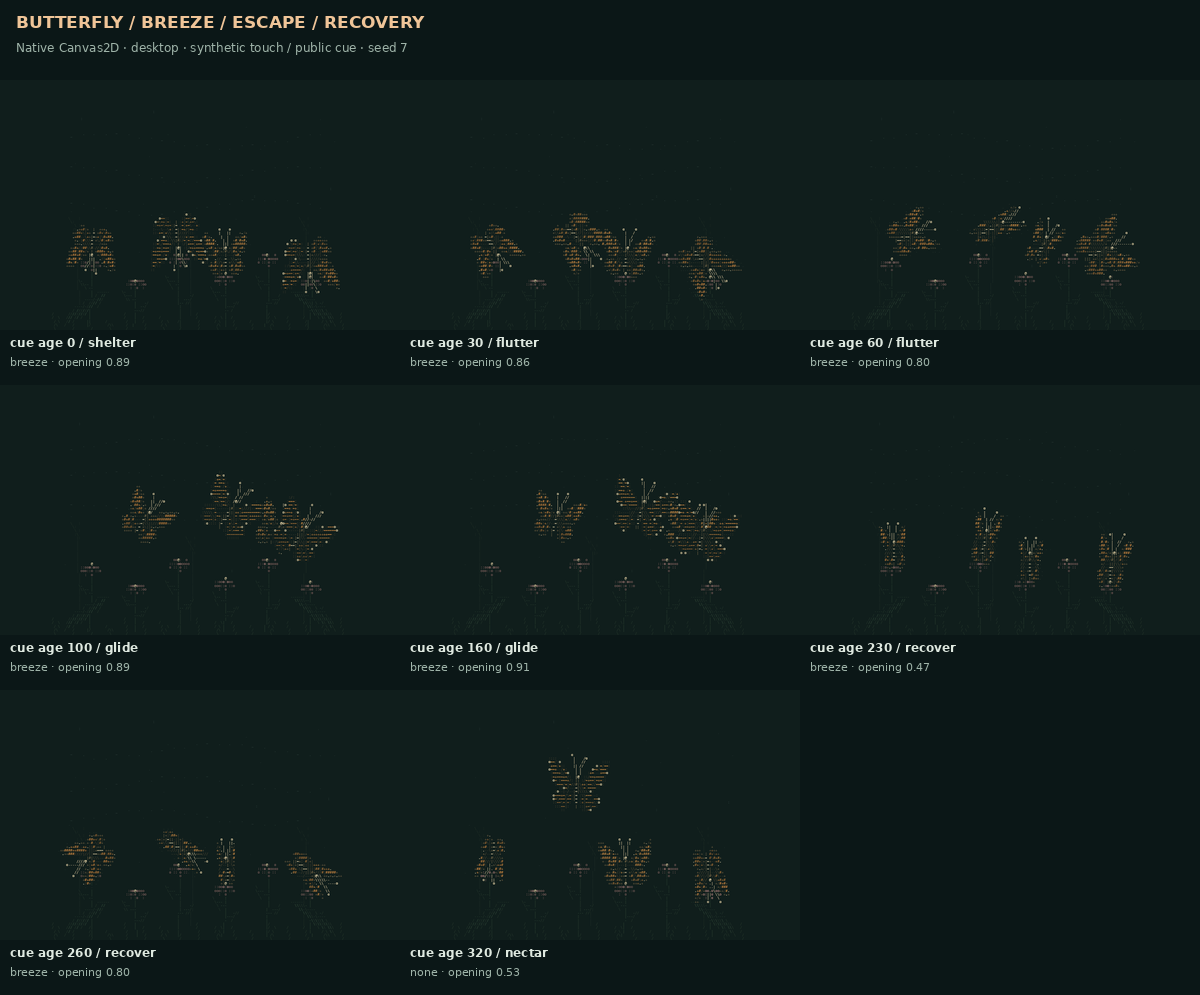 BUTTERFLY / BREEZE / ESCAPE / RECOVERY
Native Canvas2D · desktop · synthetic touch / public cue · seed 7
cue age 0 / shelter
breeze · opening 0.89
cue age 30 / flutter
breeze · opening 0.86
cue age 60 / flutter
breeze · opening 0.80
cue age 100 / glide
breeze · opening 0.89
cue age 160 / glide
breeze · opening 0.91
cue age 230 / recover
breeze · opening 0.47
cue age 260 / recover
breeze · opening 0.80
cue age 320 / nectar
none · opening 0.53